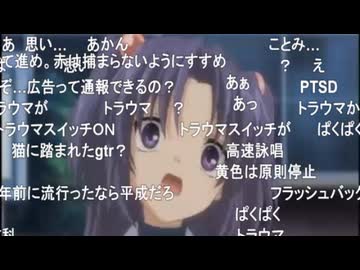 あ 思い… あかん ことみ…
て進め。赤は捕まらないようにすすめ
思い ？ え
ぞ…広告って通報できるの？ あぁ PTSD
ラウマが トラウマ ？ あっ トラウマか
トラウマスイッチON トラウマスイッチが ぱくぱく
猫に踏まれたgtr？ 高速詠唱
黄色は原則停止
年前に流行ったなら平成だろ フラッシュバック
ぱくぱく
トラウマ